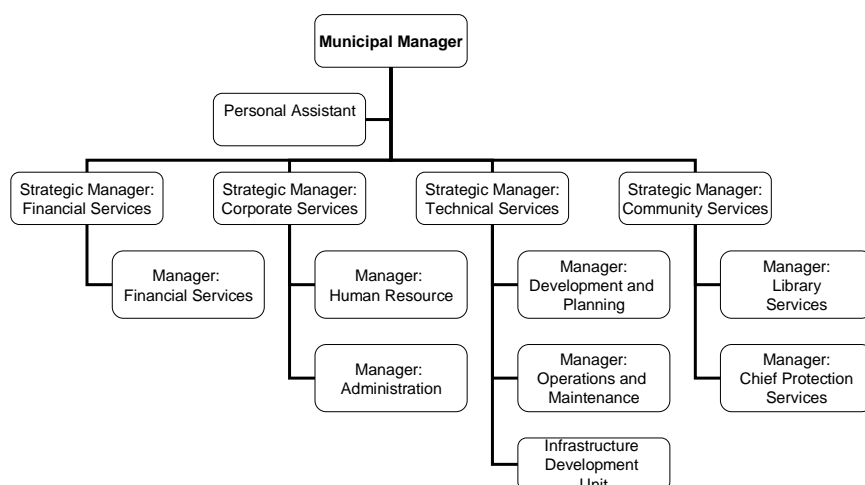 Municipal Manager
Personal Assistant
Strategic Manager:
Financial Services
Strategic Manager:
Corporate Services
Strategic Manager:
Technical Services
Strategic Manager:
Community Services
Manager:
Financial Services
Manager:
Human Resource
Manager:
Development and
Planning
Manager:
Library
Services
Manager:
Administration
Manager:
Operations and
Maintenance
Manager:
Chief Protection
Services
Infrastructure
Development
Unit